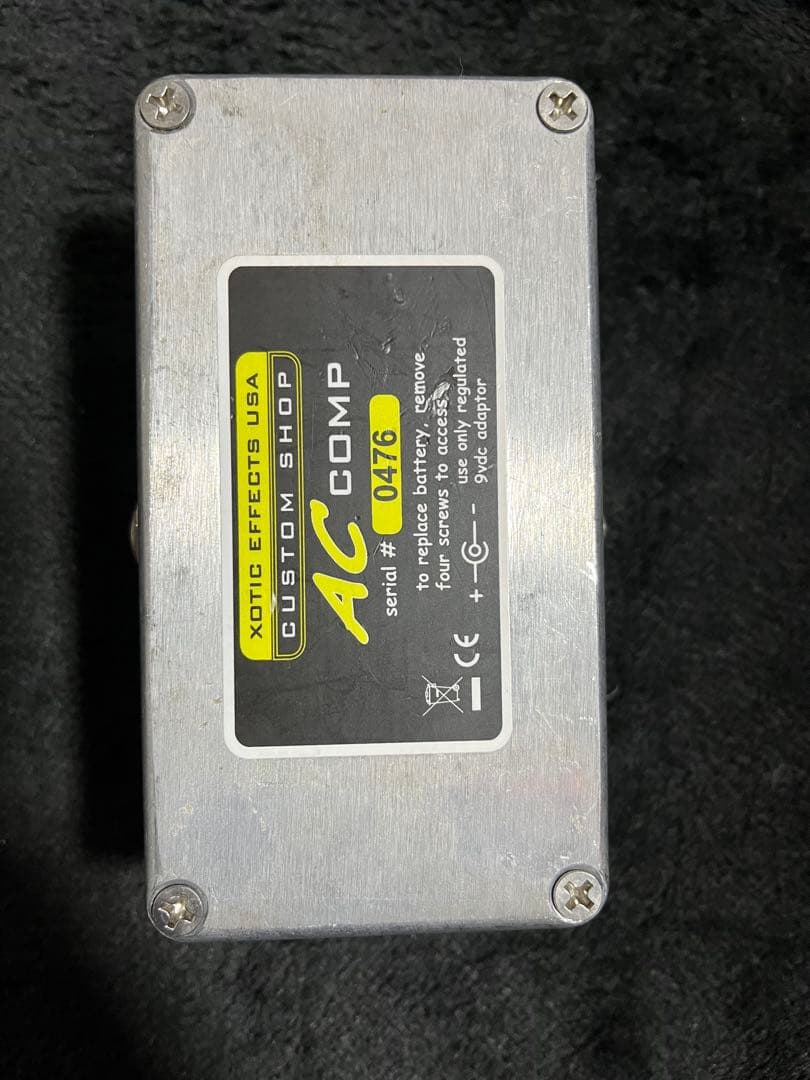 XOTIC EFFECTS USA
CUSTOM SHOP
AC COMP
serial # 0476
to replace battery, remove
four screws to access.
+ - use only regulated
9vdc adaptor
CE